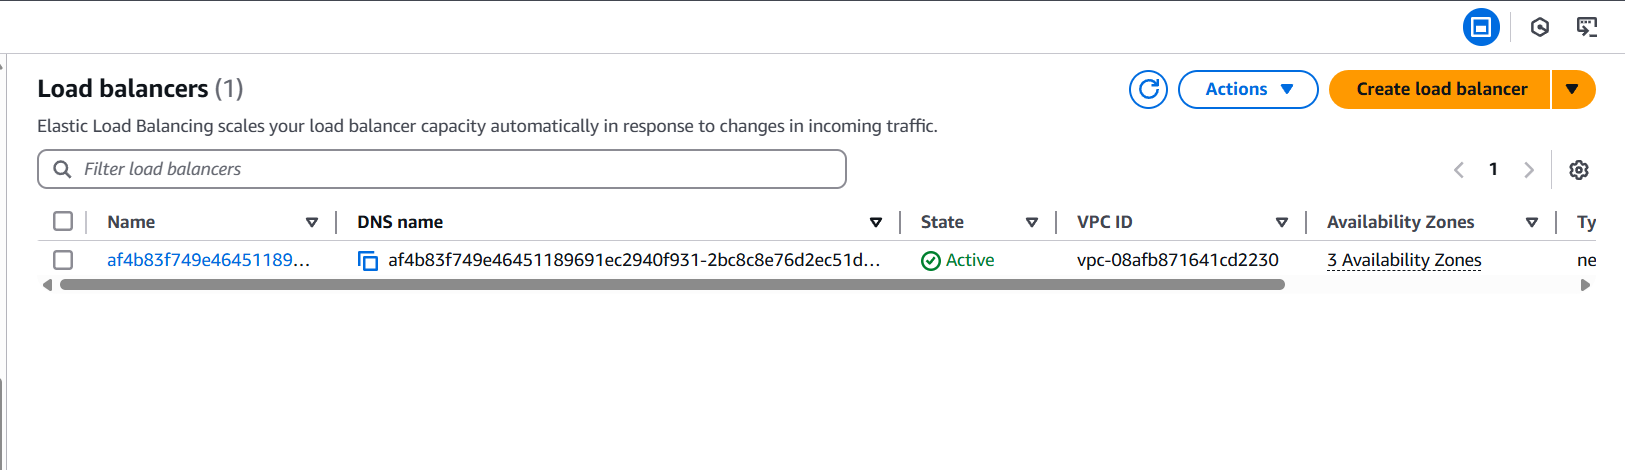 Load balancers (1)
Actions
Create load balancer
Elastic Load Balancing scales your load balancer capacity automatically in response to changes in incoming traffic.
Filter load balancers
1
Name DNS name State VPC ID Availability Zones Ty
af4b83f749e46451189... af4b83f749e46451189691ec2940f931-2bc8c8e76d2ec51d... Active vpc-08afb871641cd2230 3 Availability Zones ne